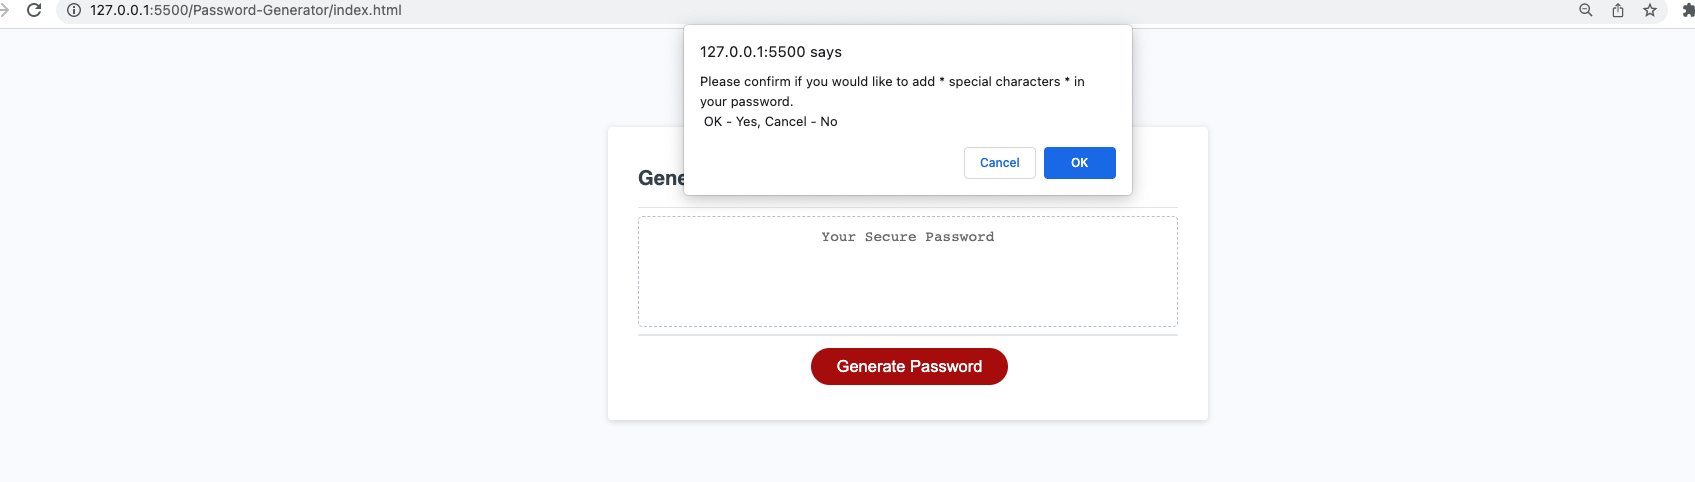 127.0.0.1:5500/Password-Generator/index.html
127.0.0.1:5500 says
Please confirm if you would like to add * special characters * in
your password.
OK - Yes, Cancel - No
Cancel
OK
Gene
Your Secure Password
Generate Password